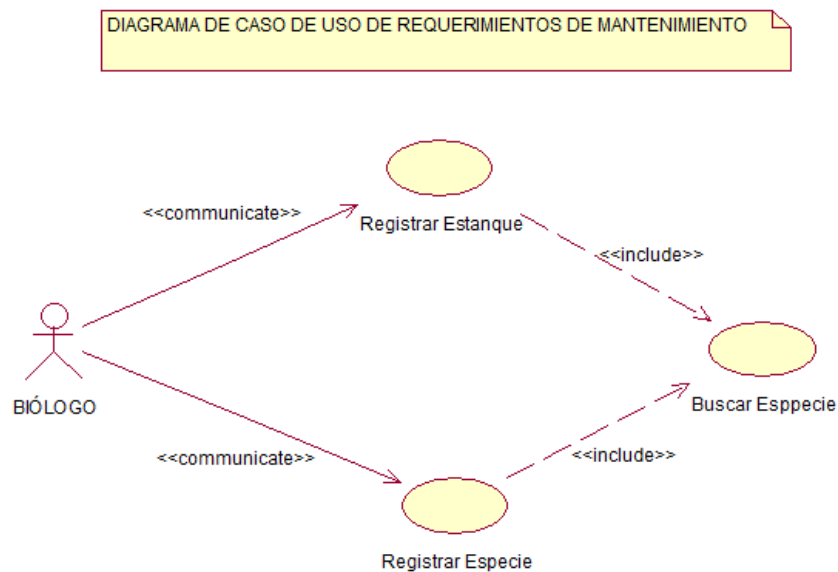 DIAGRAMA DE CASO DE USO DE REQUERIMIENTOS DE MANTENIMIENTO
<<communicate>>
Registrar Estanque
<<include>>
BIÓLOGO
Buscar Esppecie
<<communicate>>
<<include>>
Registrar Especie